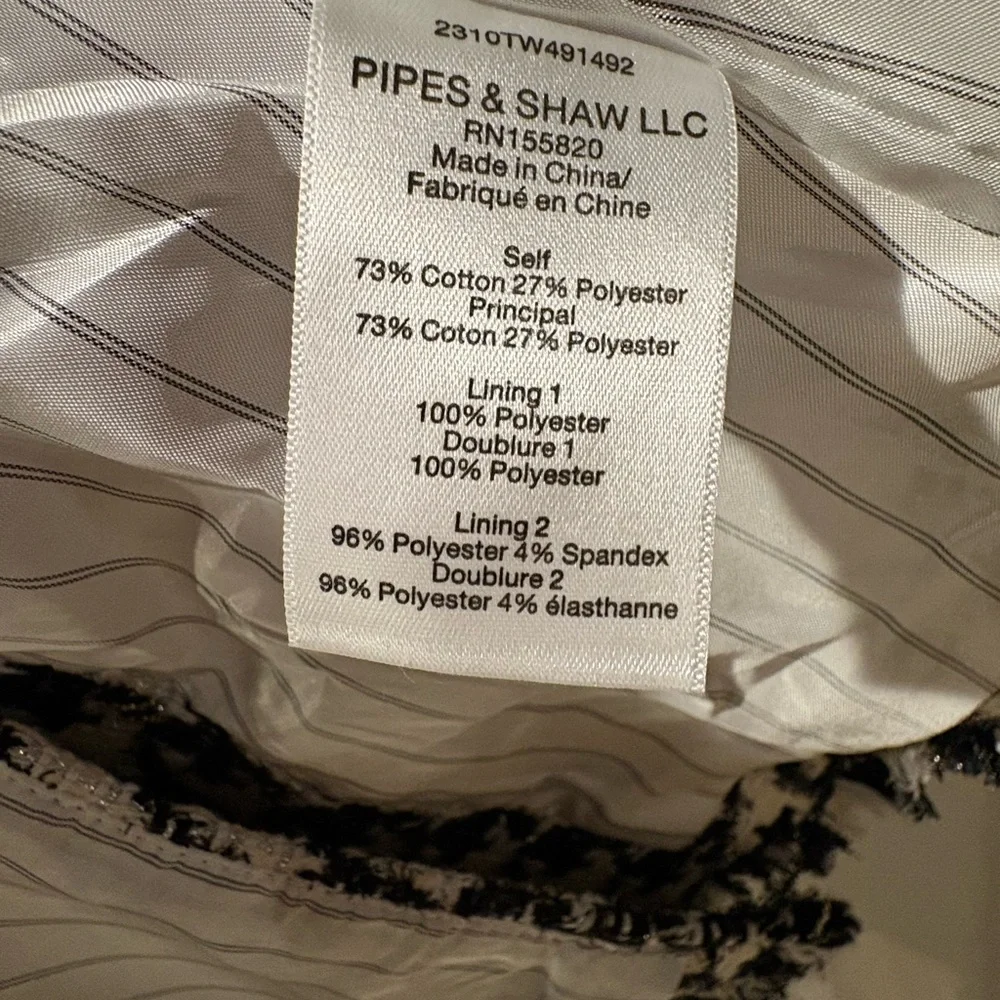 2310TW491492
PIPES & SHAW LLC
RN155820
Made in China/
Fabriqué en Chine
Self
73% Cotton 27% Polyester
Principal
73% Coton 27% Polyester
Lining 1
100% Polyester
Doublure 1
100% Polyester
Lining 2
96% Polyester 4% Spandex
Doublure 2
96% Polyester 4% élasthanne